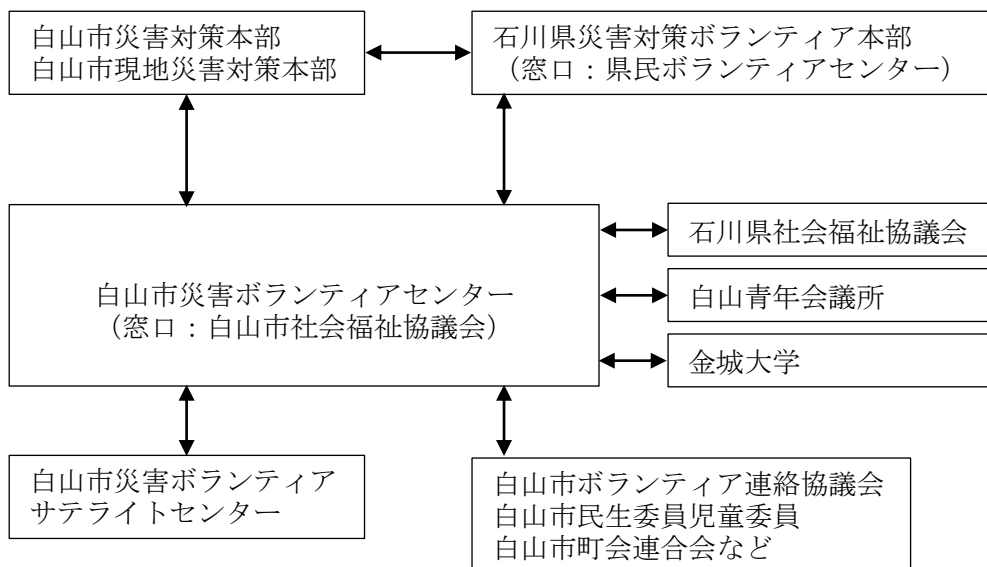 白山市災害対策本部
白山市現地災害対策本部
石川県災害対策ボランティア本部
（窓口：県民ボランティアセンター）
白山市災害ボランティアセンター
（窓口：白山市社会福祉協議会）
石川県社会福祉協議会
白山青年会議所
金城大学
白山市災害ボランティア
サテライトセンター
白山市ボランティア連絡協議会
白山市民生委員児童委員
白山市町会連合会など